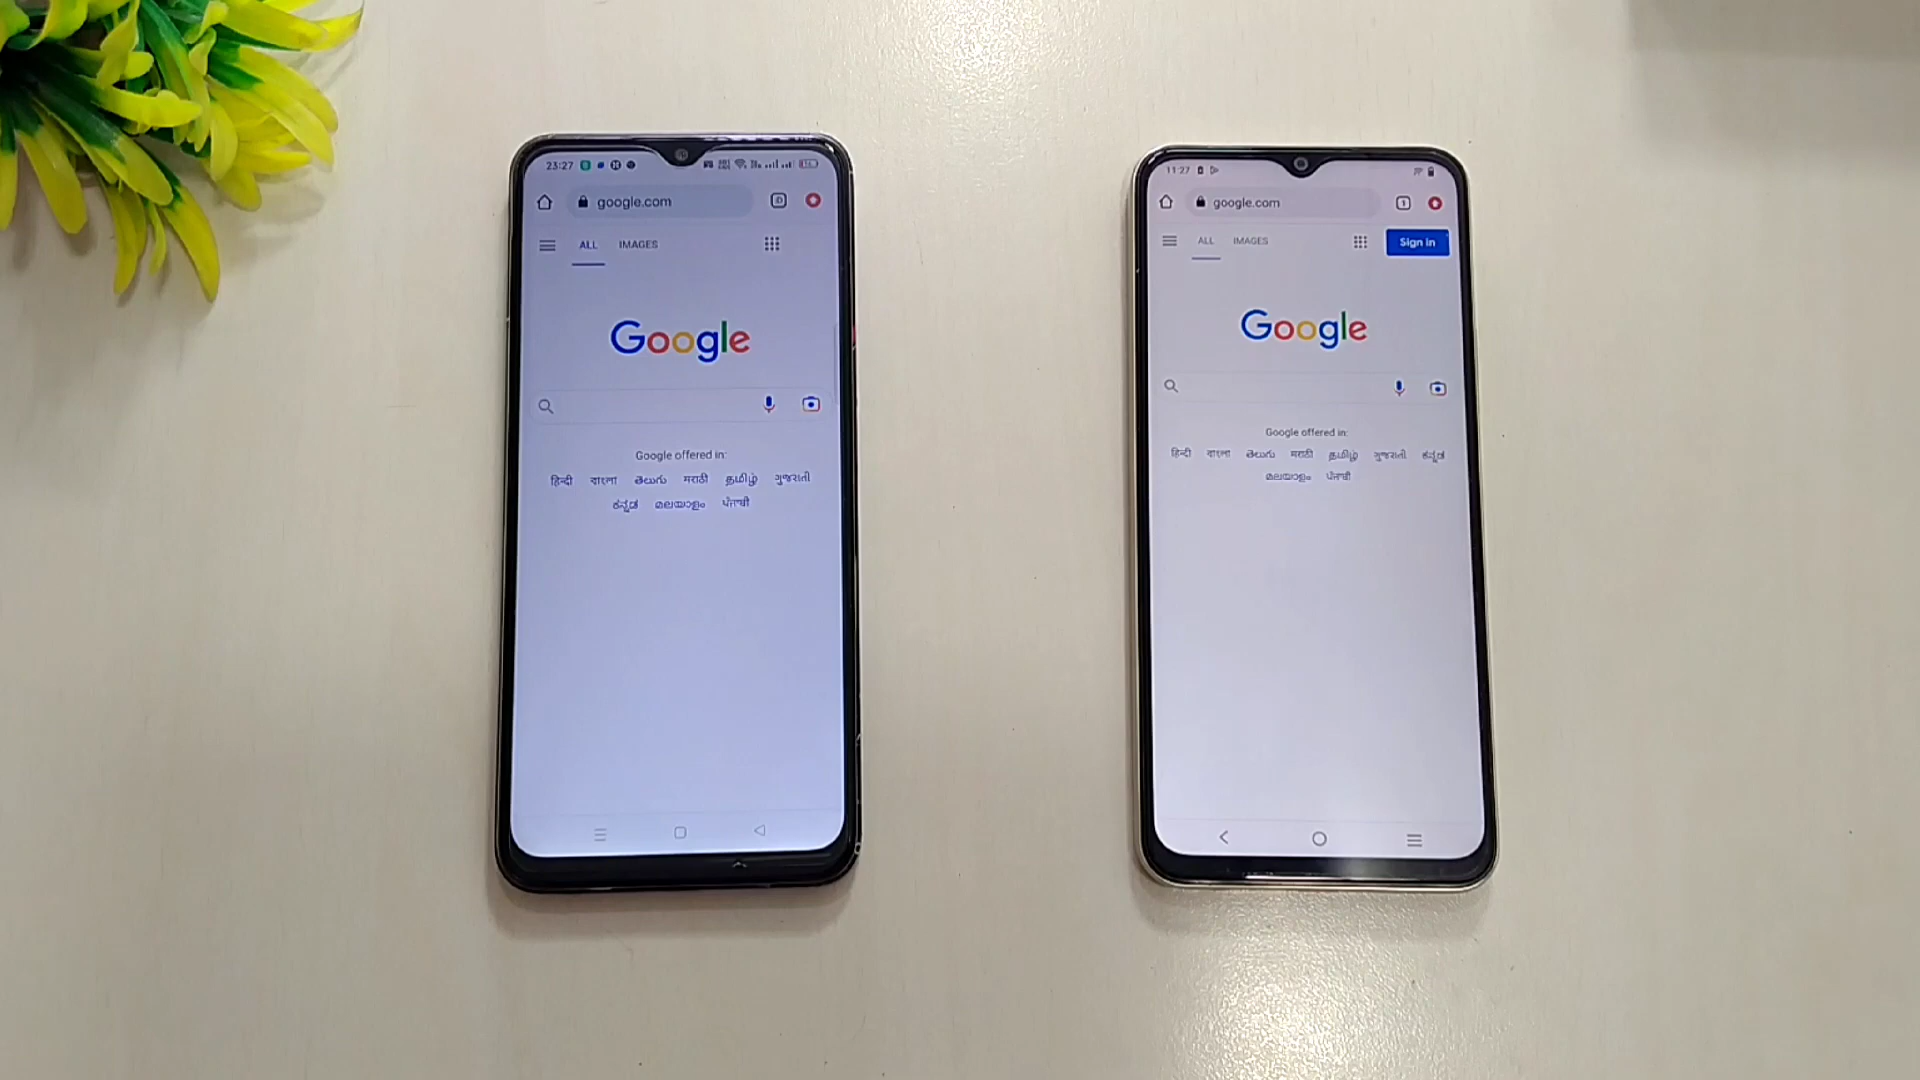 23:27
google.com
ALL IMAGES
Google
Google offered in:
हिन्दी বাংলা తెలుగు मराठी தமிழ் ગુજરાતી
ಕನ್ನಡ മലയാളം ਪੰਜਾਬੀ
11:27
google.com
1
ALL IMAGES Sign in
Google
Google offered in:
हिन्दी বাংলা తెలుగు मराठी தமிழ் ગુજરાતી ಕನ್ನಡ
മലയാളം ਪੰਜਾਬੀ